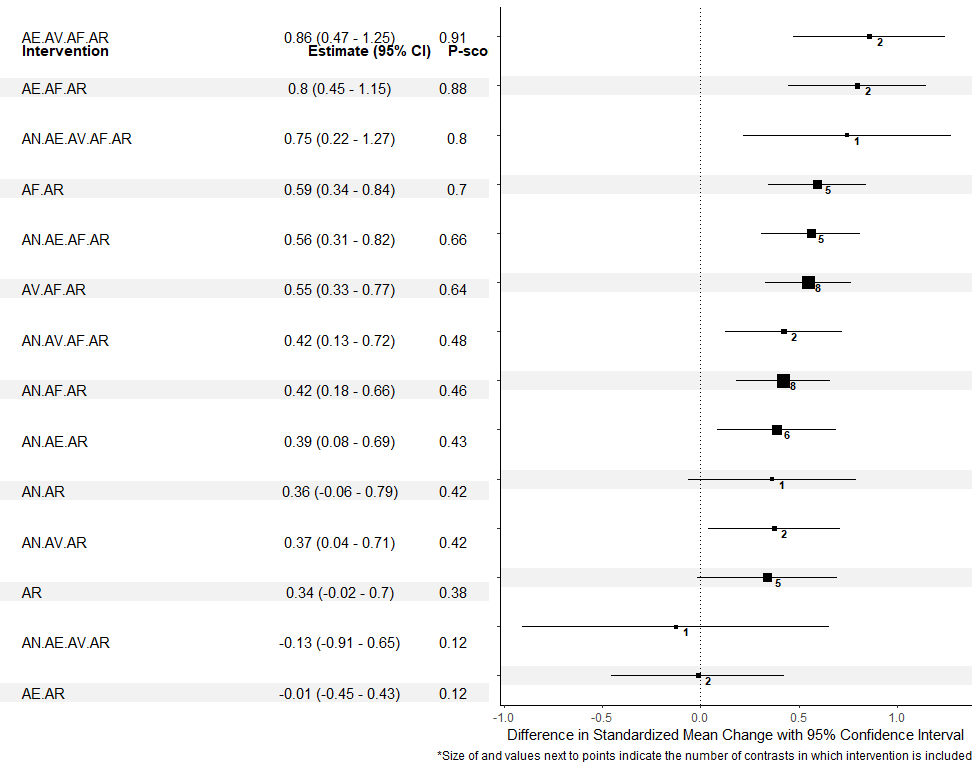 AE.AV.AF.AR 0.86 (0.47 - 1.25) 0.91 2
Intervention Estimate (95% CI) P-sco
AE.AF.AR 0.8 (0.45 - 1.15) 0.88 2
AN.AE.AV.AF.AR 0.75 (0.22 - 1.27) 0.8 1
AF.AR 0.59 (0.34 - 0.84) 0.7 5
AN.AE.AF.AR 0.56 (0.31 - 0.82) 0.66 5
AV.AF.AR 0.55 (0.33 - 0.77) 0.64 8
AN.AV.AF.AR 0.42 (0.13 - 0.72) 0.48 2
AN.AF.AR 0.42 (0.18 - 0.66) 0.46 8
AN.AE.AR 0.39 (0.08 - 0.69) 0.43 6
AN.AR 0.36 (-0.06 - 0.79) 0.42 1
AN.AV.AR 0.37 (0.04 - 0.71) 0.42 2
AR 0.34 (-0.02 - 0.7) 0.38 5
AN.AE.AV.AR -0.13 (-0.91 - 0.65) 0.12 1
AE.AR -0.01 (-0.45 - 0.43) 0.12 2
-1.0 -0.5 0.0 0.5 1.0
Difference in Standardized Mean Change with 95% Confidence Interval
*Size of and values next to points indicate the number of contrasts in which intervention is included